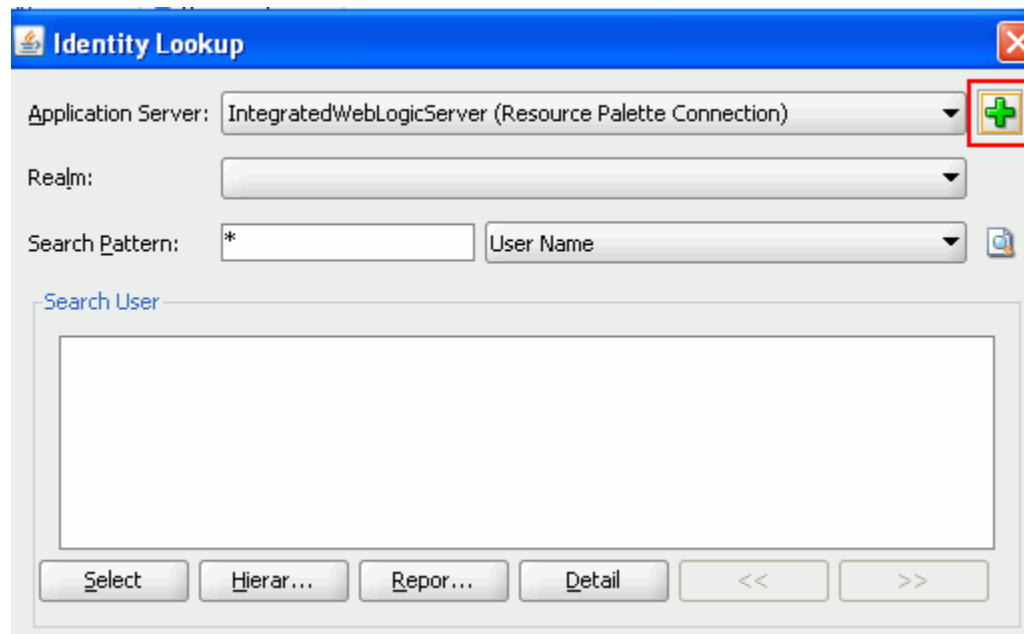 Identity Lookup
Application Server: IntegratedWebLogicServer (Resource Palette Connection)
Realm:
Search Pattern: * User Name
Search User
Select Hierar... Repor... Detail << >>